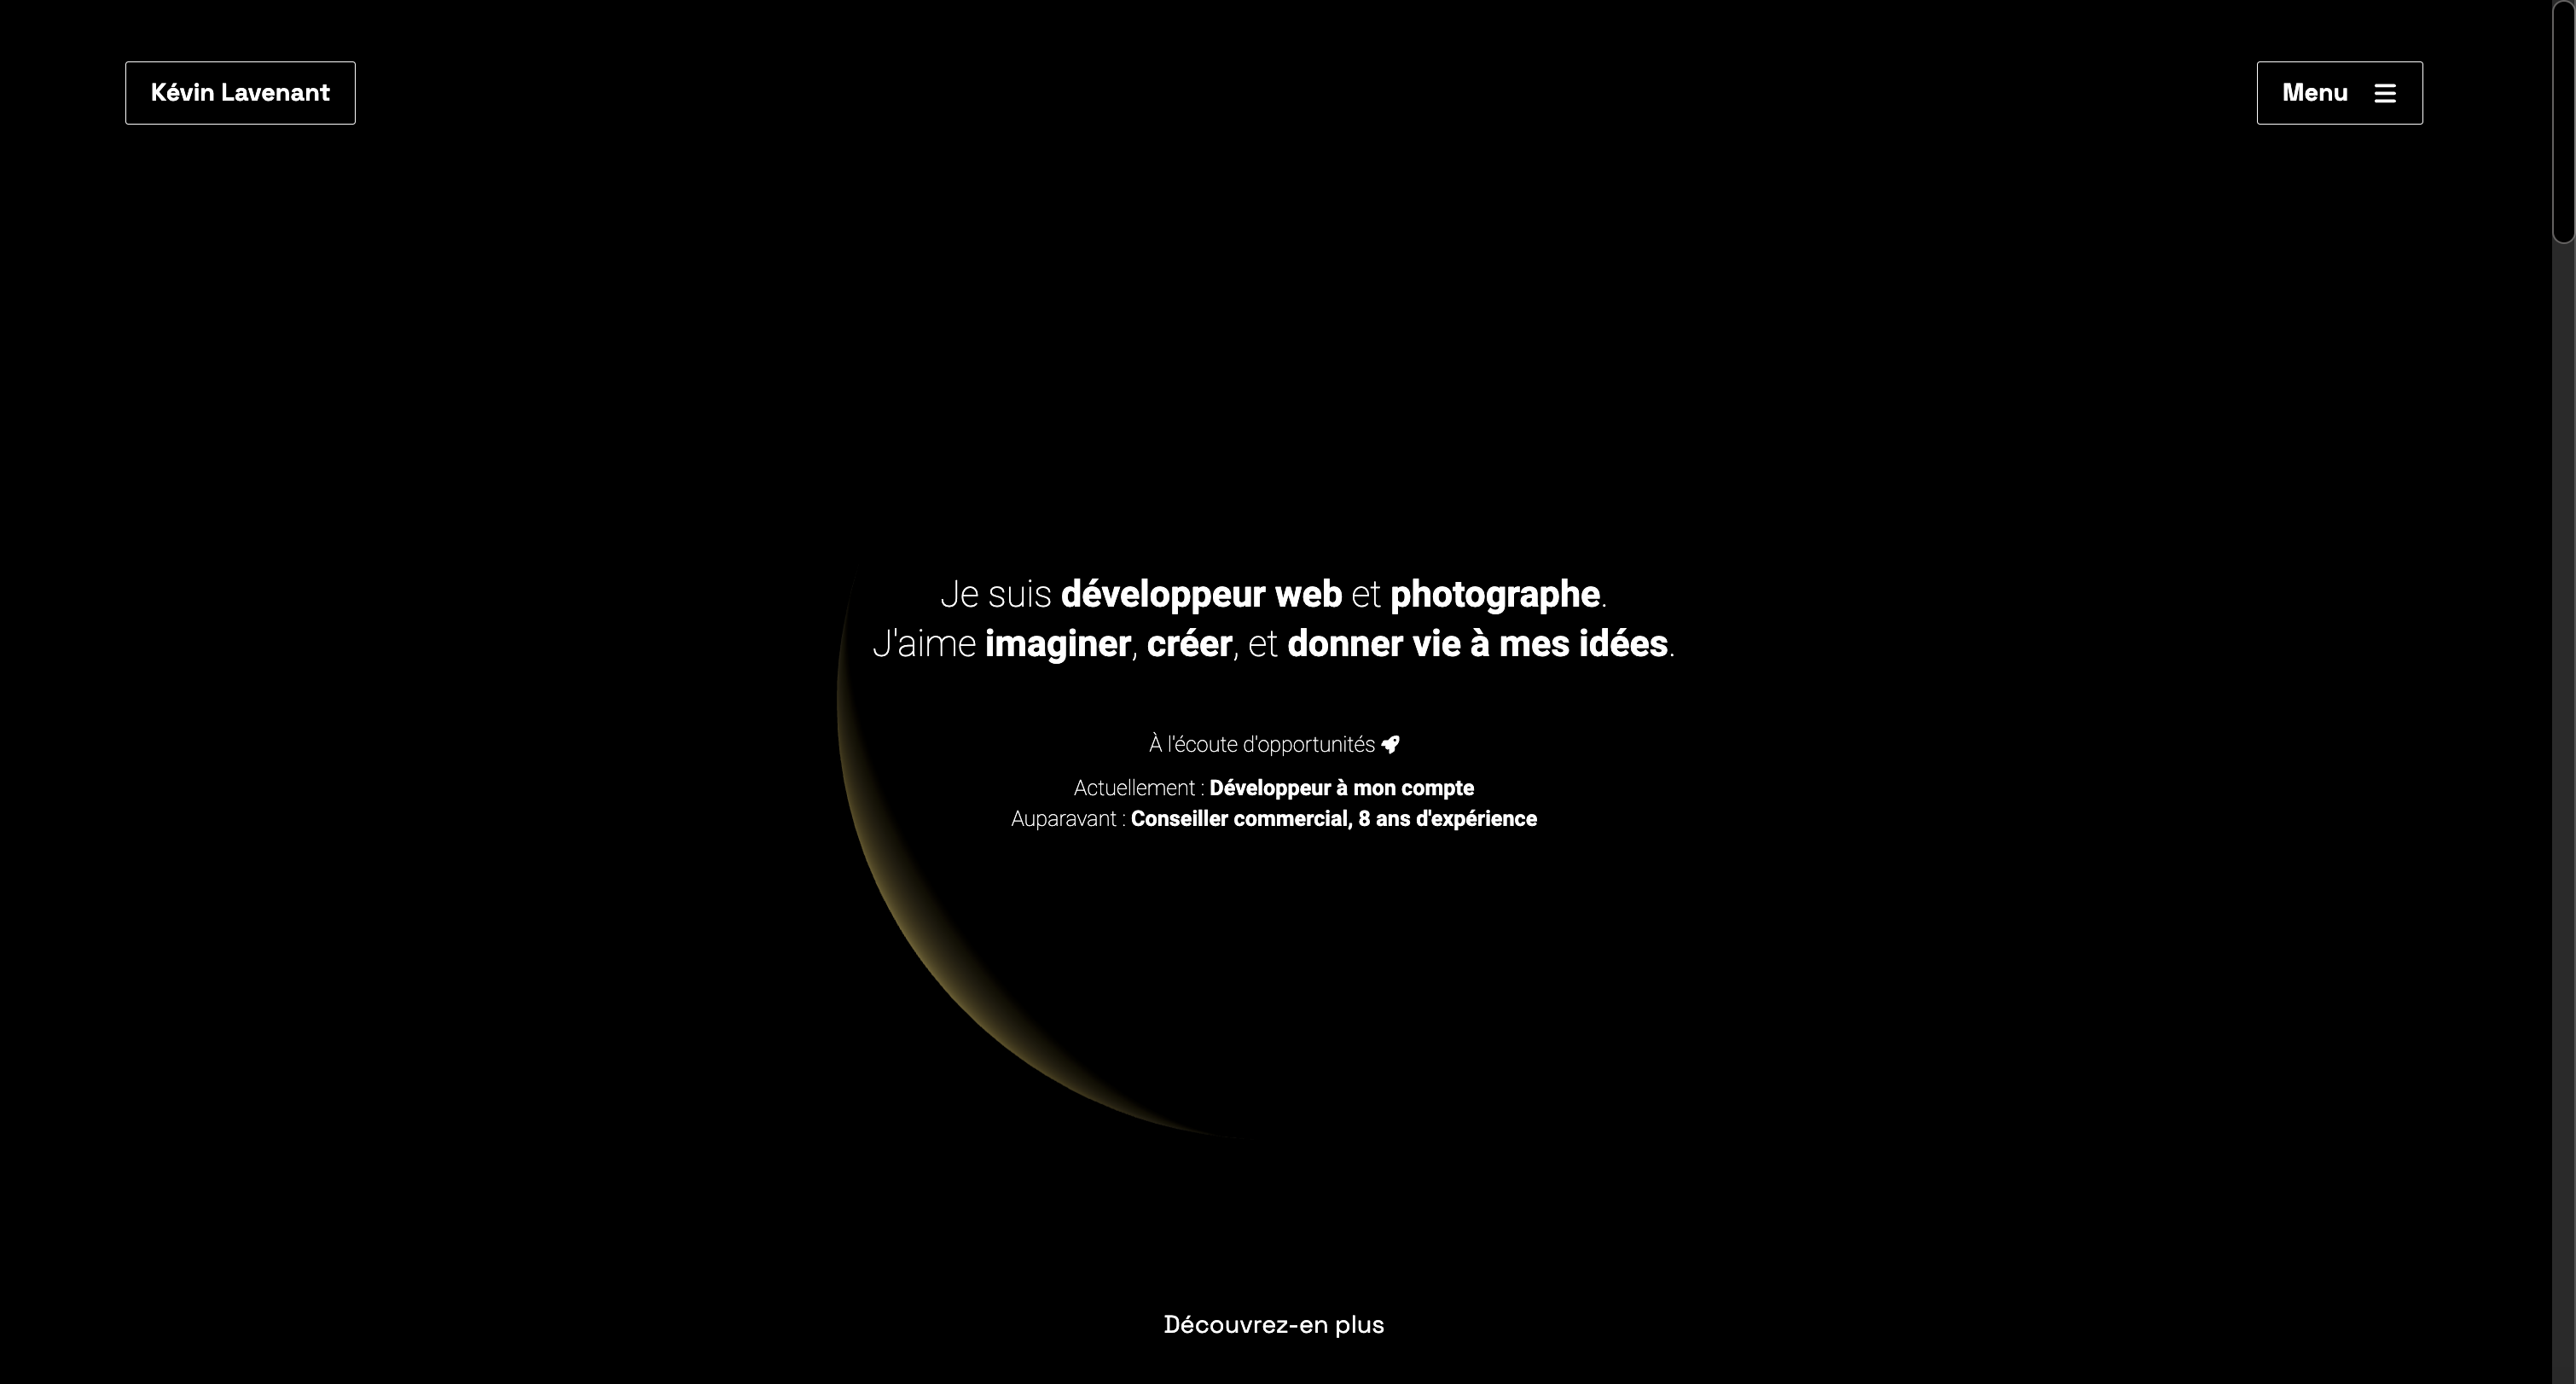 Kévin Lavenant
Menu
Je suis développeur web et photographe.
J'aime imaginer, créer, et donner vie à mes idées.
À l'écoute d'opportunités
Actuellement : Développeur à mon compte
Auparavant : Conseiller commercial, 8 ans d'expérience
Découvrez-en plus